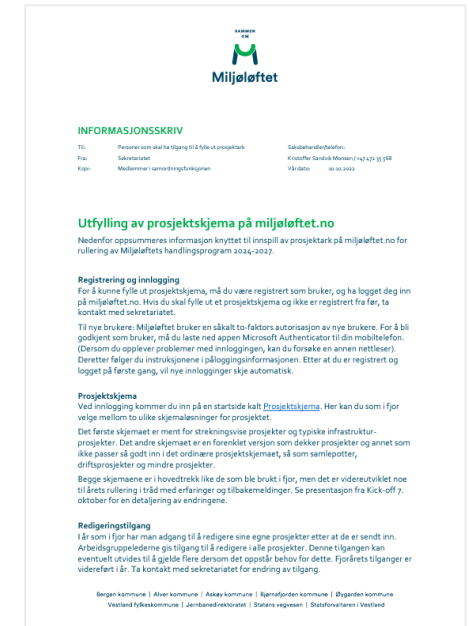 SAMMEN
OM
Miljøløftet
INFORMASJONSSKRIV
Til: Personer som skal ha tilgang til å fylle ut prosjektark Saksbehandler/telefon:
Fra: Sekretariatet Kristoffer Sandvik Monsen / +47 472 35 568
Kopi: Medlemmer i samordningsfunksjonen Vår dato: 10.10.2022
Utfylling av prosjektskjema på miljøløftet.no
Nedenfor oppsummeres informasjon knyttet til innspill av prosjektark på miljøløftet.no for
rullering av Miljøløftets handlingsprogram 2024-2027.
Registrering og innlogging
For å kunne fylle ut prosjektskjema, må du være registrert som bruker, og ha logget deg inn
på miljøløftet.no. Hvis du skal fylle ut et prosjektskjema og ikke er registrert fra før, ta
kontakt med sekretariatet.
Til nye brukere: Miljøløftet bruker en såkalt to-faktors autorisasjon av nye brukere. For å bli
godkjent som bruker, må du laste ned appen Microsoft Authenticator til din mobiltelefon.
(Dersom du opplever problemer med innloggingen, kan du forsøke en annen nettleser).
Deretter følger du instruksjonene i påloggingsinformasjonen. Etter at du er registrert og
logget på første gang, vil nye innlogginger skje automatisk.
Prosjektskjema
Ved innlogging kommer du inn på en startside kalt Prosjektskjema. Her kan du som i fjor
velge mellom to ulike skjemaløsninger for prosjektet.
Det første skjemaet er ment for strekningsvise prosjekter og typiske infrastruktur-
prosjekter. Det andre skjemaet er en forenklet versjon som dekker prosjekter og annet som
ikke passer så godt inn i det ordinære prosjektskjemaet, så som samlepotter,
driftsprosjekter og mindre prosjekter.
Begge skjemaene er i hovedtrekk like de som ble brukt i fjor, men det er videreutviklet noe
til årets rullering i tråd med erfaringer og tilbakemeldinger. Se presentasjon fra Kick-off 7.
oktober for en detaljering av endringene.
Redigeringstilgang
I år som i fjor har man adgang til å redigere sine egne prosjekter etter at de er sendt inn.
Arbeidsgruppelederne gis tilgang til å redigere i alle prosjekter. Denne tilgangen kan
eventuelt utvides til å gjelde flere dersom det oppstår behov for dette. Fjorårets tilganger er
videreført i år. Ta kontakt med sekretariatet for endring av tilgang.
Bergen kommune | Alver kommune | Askøy kommune | Bjørnafjorden kommune | Øygarden kommune
Vestland fylkeskommune | Jernbanedirektoratet | Statens vegvesen | Statsforvaltaren i Vestland